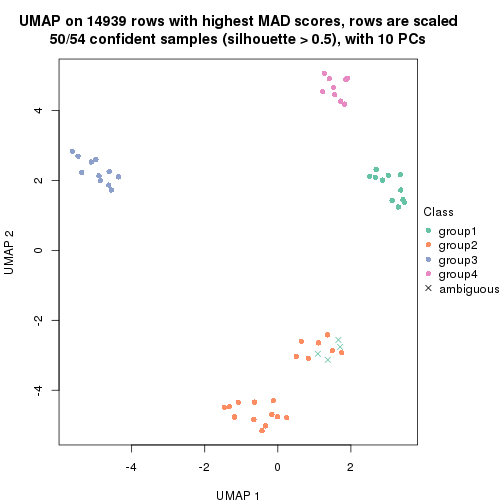 UMAP on 14939 rows with highest MAD scores, rows are scaled
50/54 confident samples (silhouette > 0.5), with 10 PCs
4
2
0
-2
-4
UMAP 2
-4
-2
0
2
UMAP 1
Class
group1
group2
group3
group4
ambiguous